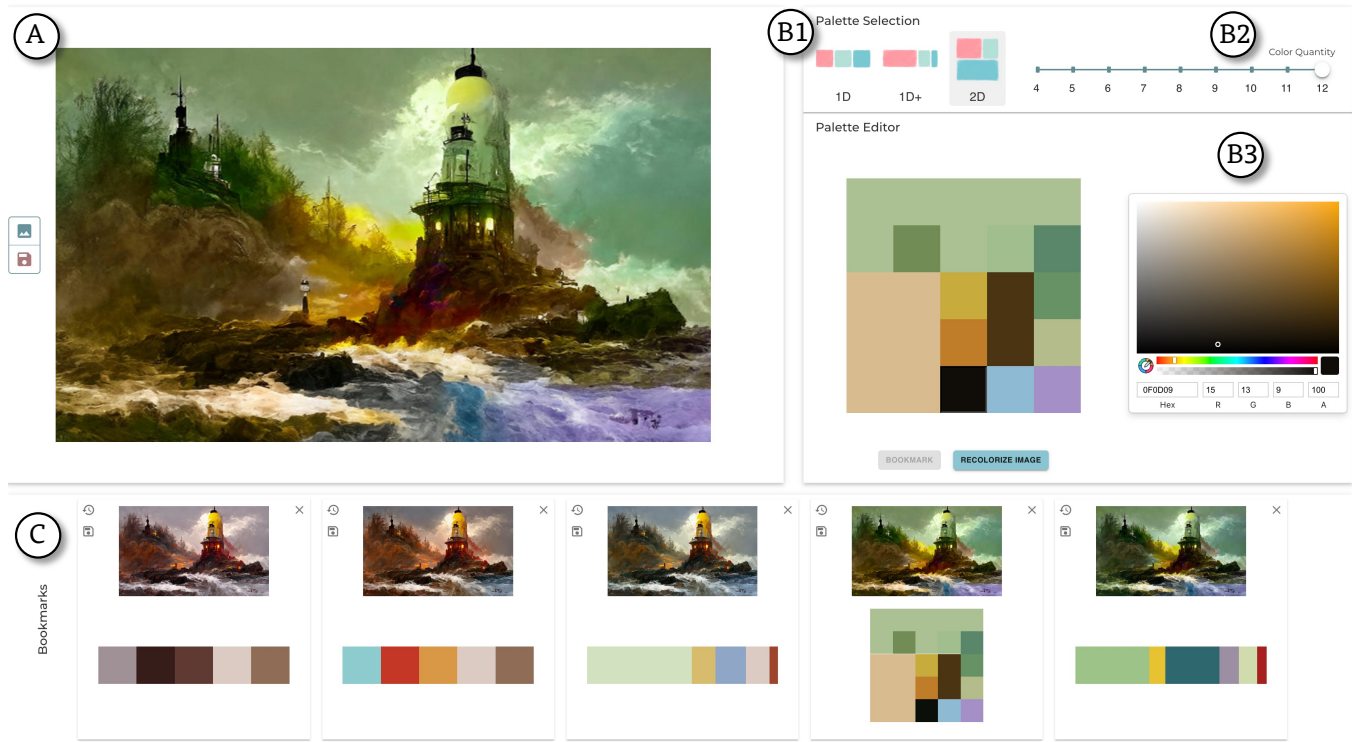 A
B1
Palette Selection
B2
Color Quantity
1D
1D+
2D
4 5 6 7 8 9 10 11 12
Palette Editor
B3
0F0D09 15 13 9 100
Hex R G B A
BOOKMARK
RECOLORIZE IMAGE
C
Bookmarks